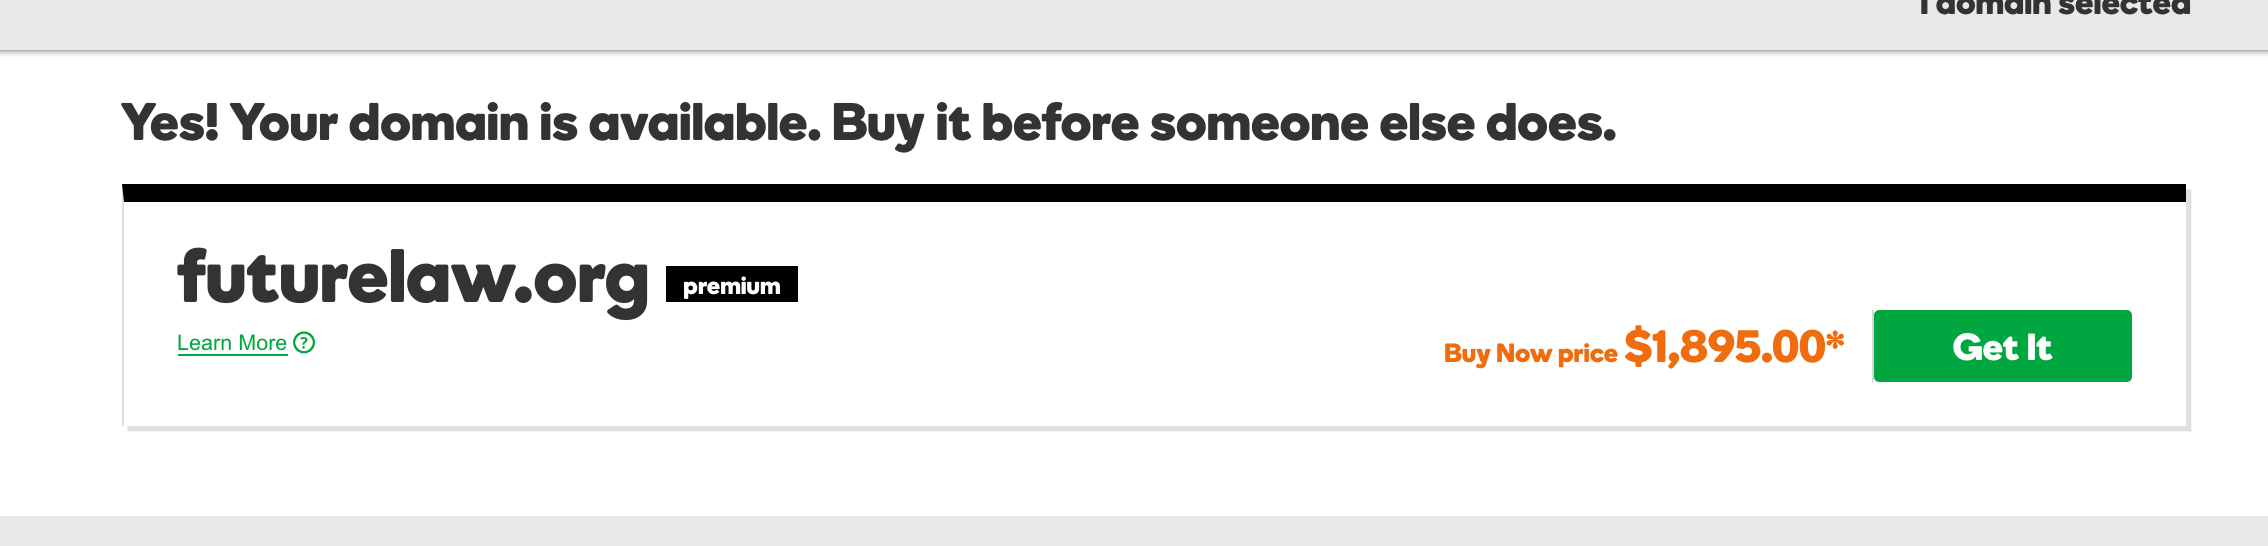 1 domain selected
Yes! Your domain is available. Buy it before someone else does.
futurelaw.org premium
Learn More ?
Buy Now price $1,895.00* Get It